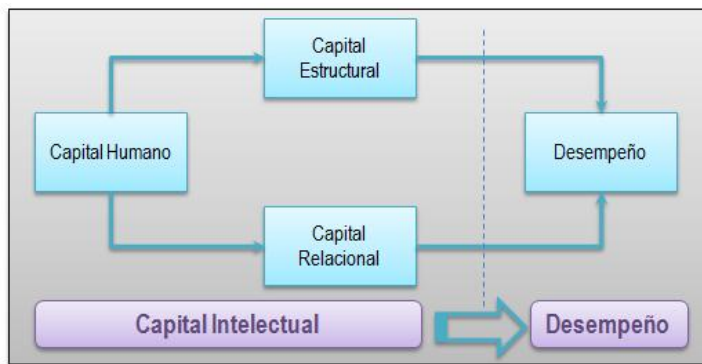 Capital
Estructural
Capital Humano
Desempeño
Capital
Relacional
Capital Intelectual
Desempeño